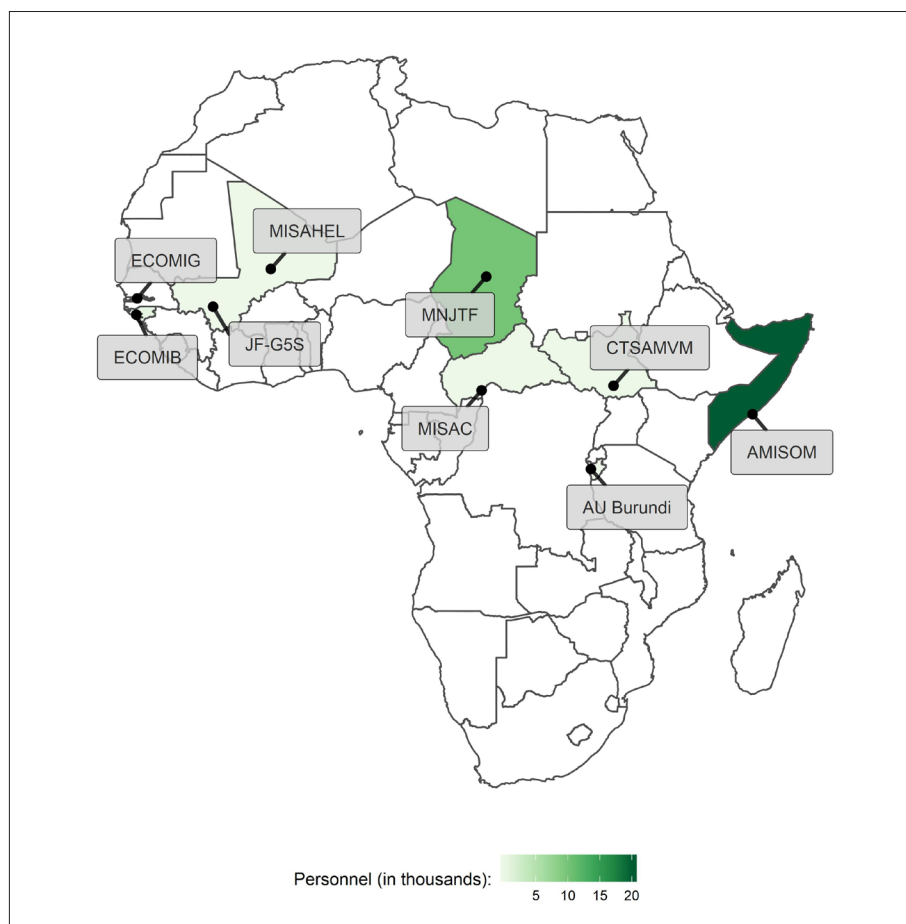 MISAHEL
ECOMIG
MNJTF
JF-G5S
CTSAMVM
ECOMIB
MISAC
AMISOM
AU Burundi
Personnel (in thousands):
5 10 15 20